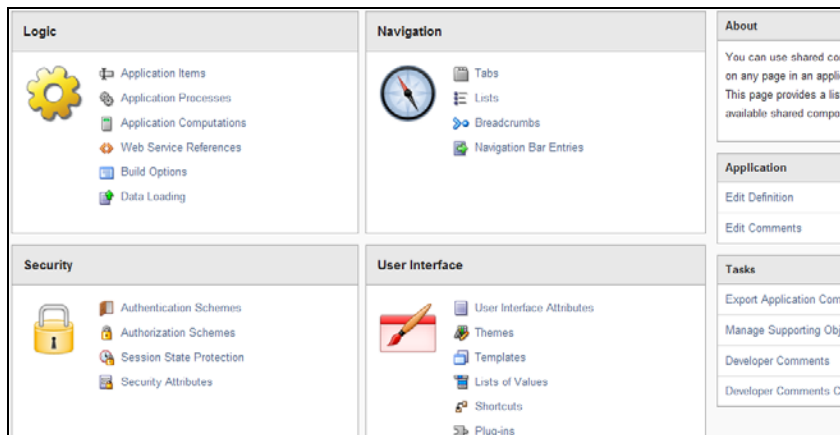 Logic
Application Items
Application Processes
Application Computations
Web Service References
Build Options
Data Loading
Navigation
Tabs
Lists
Breadcrumbs
Navigation Bar Entries
Security
Authentication Schemes
Authorization Schemes
Session State Protection
Security Attributes
User Interface
User Interface Attributes
Themes
Templates
Lists of Values
Shortcuts
Plug-ins
About
You can use shared co
on any page in an appli
This page provides a lis
available shared compo
Application
Edit Definition
Edit Comments
Tasks
Export Application Com
Manage Supporting Obj
Developer Comments
Developer Comments C